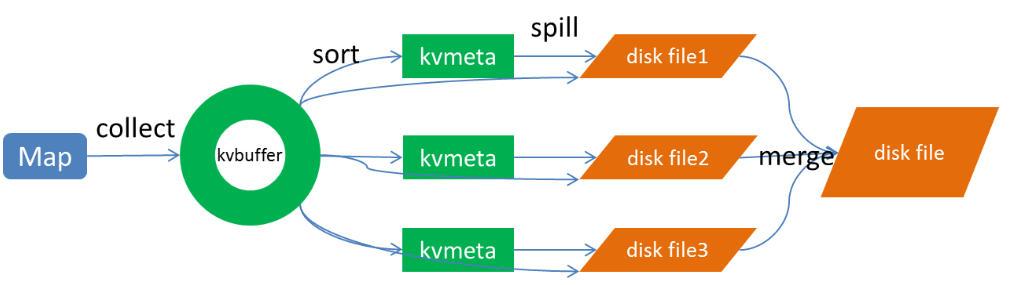 Map
collect
kvbuffer
sort
kvmeta
spill
disk file1
kvmeta
disk file2
kvmeta
disk file3
merge
disk file